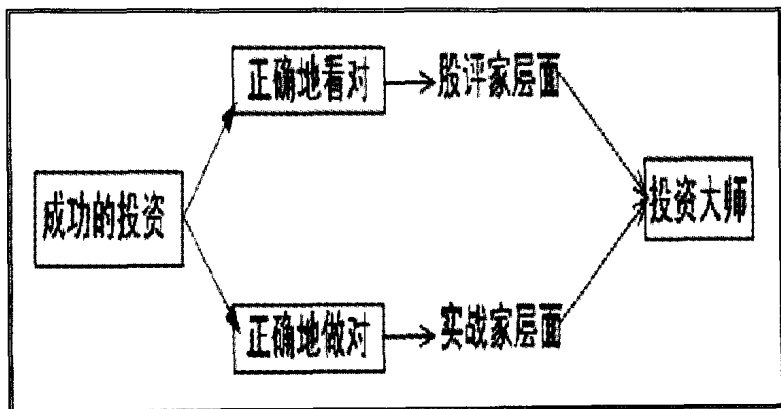 正确地看对
股评家层面
成功的投资
投资大师
正确地做对
实战家层面